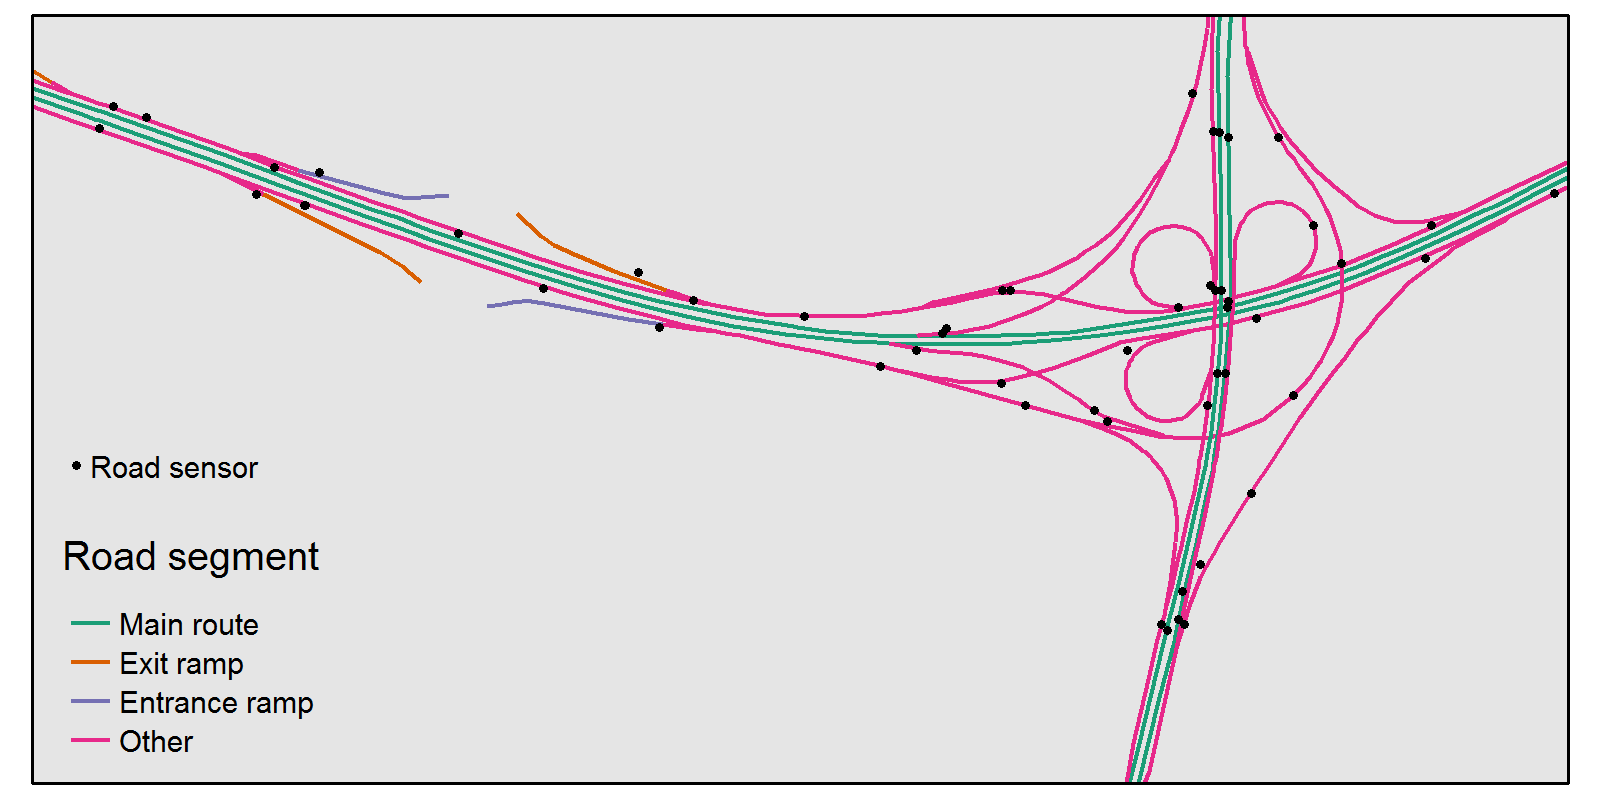 Road sensor
Road segment
Main route
Exit ramp
Entrance ramp
Other